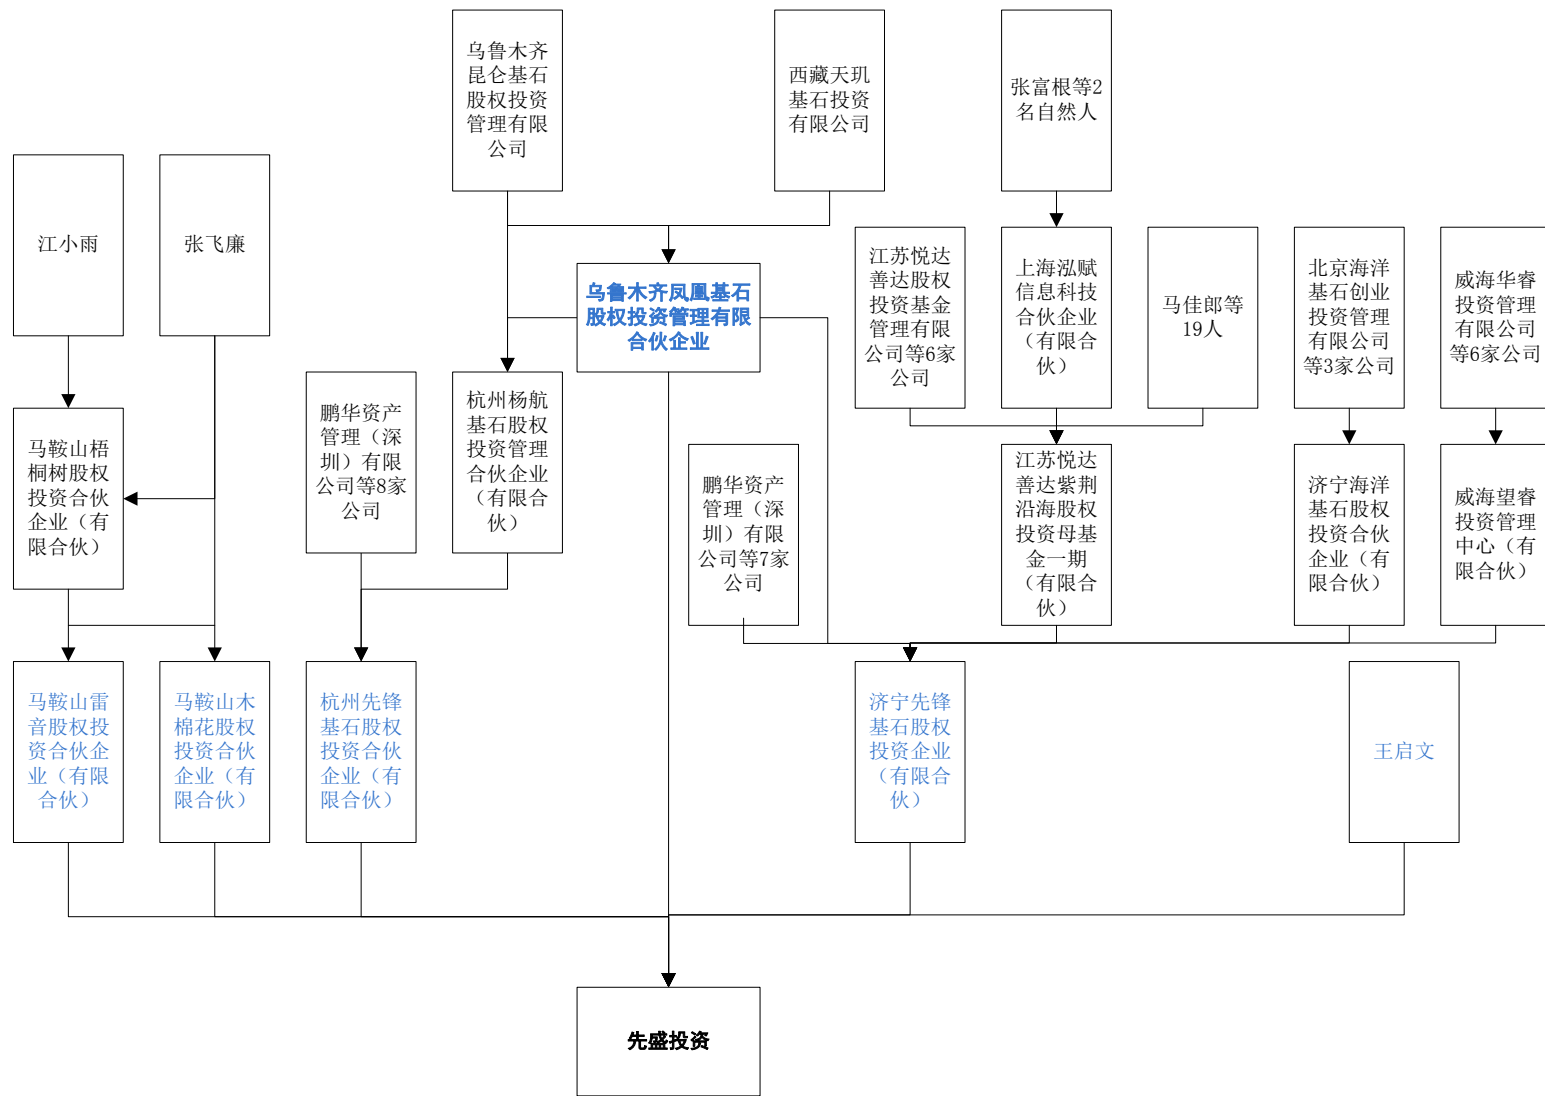 乌鲁木齐
昆仑基石
股权投资
管理有限
公司
西藏天玑
基石投资
有限公司
张富根等2
名自然人
江小雨
张飞廉
乌鲁木齐凤凰基石
股权投资管理有限
合伙企业
江苏悦达
善达股权
投资基金
管理有限
公司等6家
公司
上海泓赋
信息科技
合伙企业
（有限合
伙）
马佳郎等
19人
北京海洋
基石创业
投资管理
有限公司
等3家公司
威海华睿
投资管理
有限公司
等6家公司
马鞍山梧
桐树股权
投资合伙
企业（有
限合伙）
鹏华资产
管理（深
圳）有限
公司等8家
公司
杭州杨航
基石股权
投资管理
合伙企业
（有限合
伙）
鹏华资产
管理（深
圳）有限
公司等7家
公司
江苏悦达
善达紫荆
沿海股权
投资母基
金一期
（有限合
伙）
济宁海洋
基石股权
投资合伙
企业（有
限合伙）
威海望睿
投资管理
中心（有
限合伙）
马鞍山雷
音股权投
资合伙企
业（有限
合伙）
马鞍山木
棉花股权
投资合伙
企业（有
限合伙）
杭州先锋
基石股权
投资合伙
企业（有
限合伙）
济宁先锋
基石股权
投资企业
（有限合
伙）
王启文
先盛投资